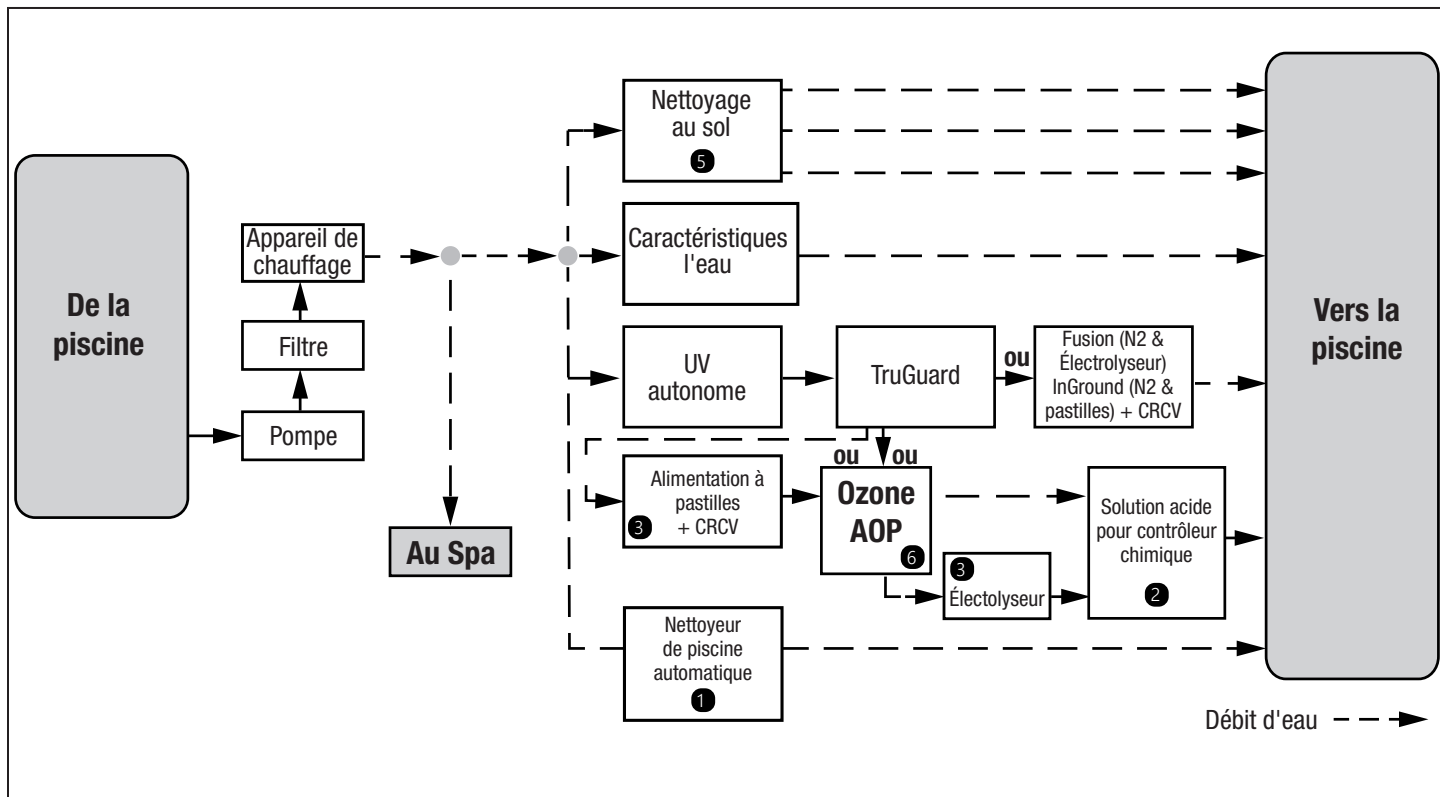 De la
piscine
Pompe
Filtre
Appareil de
chauffage
Au Spa
Nettoyage
au sol
5
Caractéristiques
l'eau
UV
autonome
TruGuard
ou
Fusion (N2 &
Électrolyseur)
InGround (N2 &
pastilles) + CRCV
ou
ou
Alimentation à
pastilles
+ CRCV
3
Ozone
AOP
6
3
Électolyseur
Solution acide
pour contrôleur
chimique
2
Nettoyeur
de piscine
automatique
1
Vers la
piscine
Débit d'eau